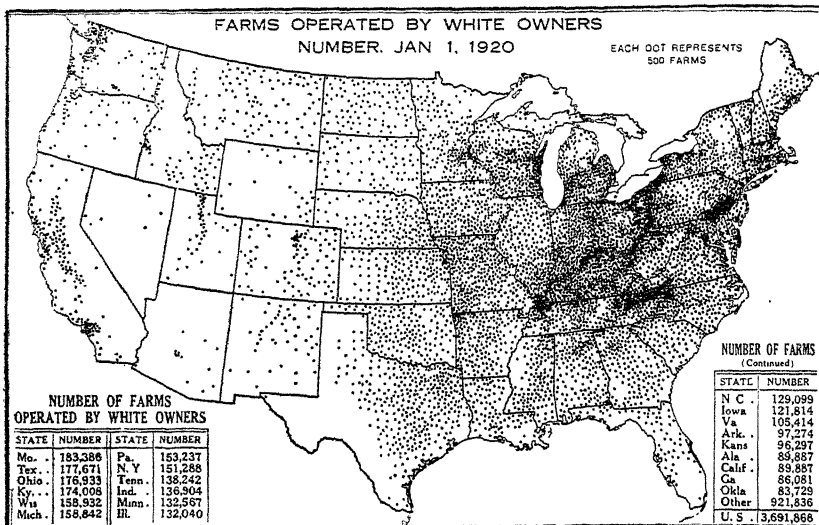 FARMS OPERATED BY WHITE OWNERS
NUMBER. JAN 1, 1920
EACH DOT REPRESENTS
500 FARMS
NUMBER OF FARMS
OPERATED BY WHITE OWNERS
STATE NUMBER STATE NUMBER
Mo. . 183,386 Pa. 153,237
Tex. . 177,671 N. Y 151,288
Ohio . 176,933 Tenn . 138,242
Ky. . . 174,008 Ind. . 136,904
Wis 158,932 Minn. 132,567
Mich. 158,842 Ill. 132,040
NUMBER OF FARMS
(Continued)
STATE NUMBER
N C . 129,099
Iowa 121,814
Va 105,414
Ark. . 97,274
Kans 96,297
Ala . 89,887
Calif . 89.887
Ga 86,081
Okla 83,729
Other 921,836
U. S . 3,691,868